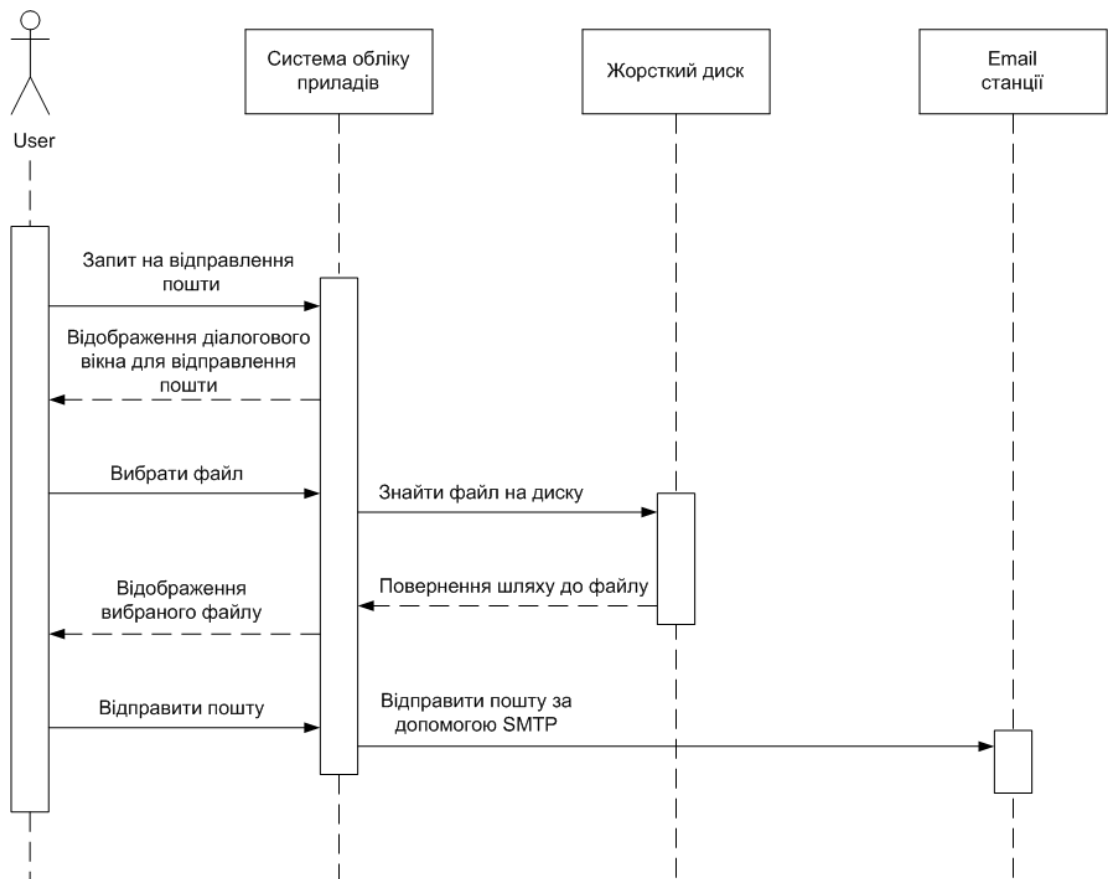 Система обліку
приладів
Жорсткий диск
Email
станції
User
Запит на відправлення
пошти
Відображення діалогового
вікна для відправлення
пошти
Вибрати файл
Знайти файл на диску
Повернення шляху до файлу
Відображення
вибраного файлу
Відправити пошту
Відправити пошту за
допомогою SMTP